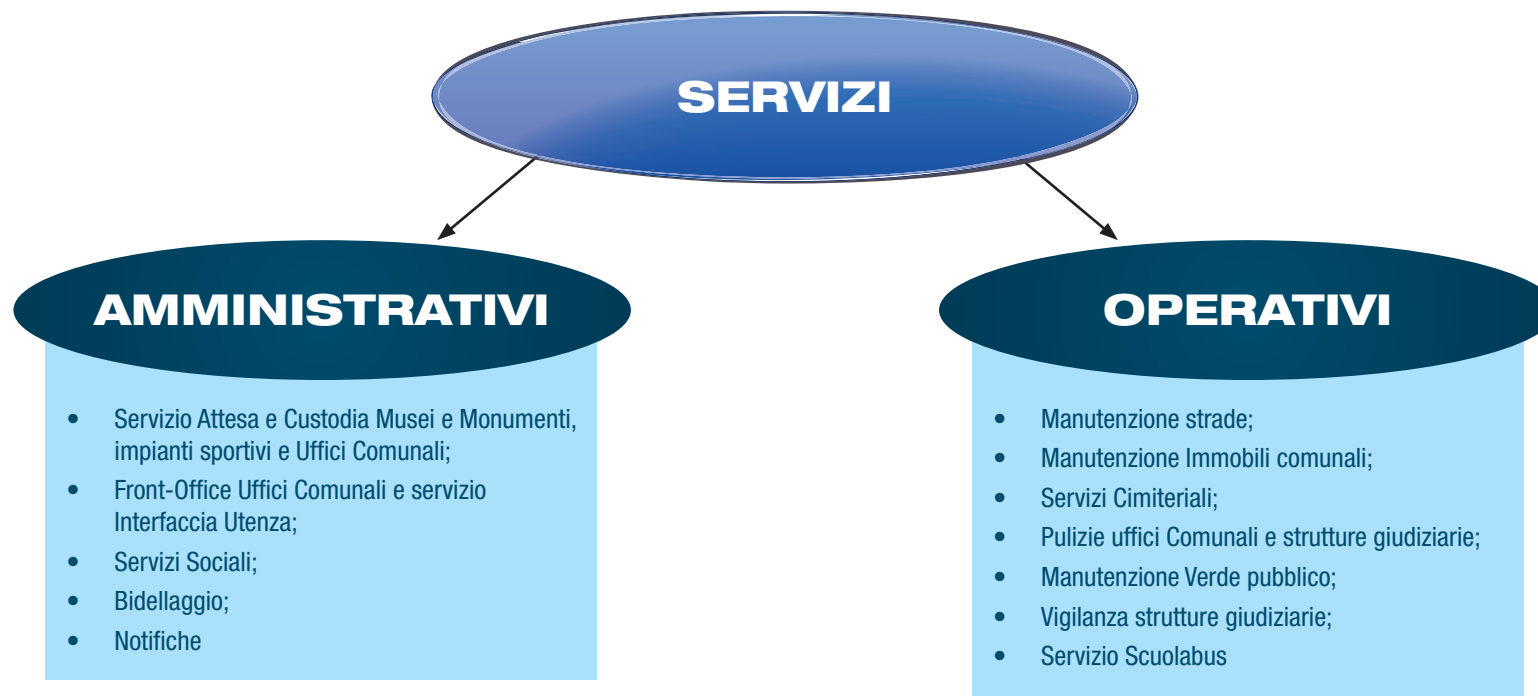 SERVIZI
AMMINISTRATIVI
• Servizio Attesa e Custodia Musei e Monumenti,
impianti sportivi e Uffici Comunali;
• Front-Office Uffici Comunali e servizio
Interfaccia Utenza;
• Servizi Sociali;
• Bidellaggio;
• Notifiche
OPERATIVI
• Manutenzione strade;
• Manutenzione Immobili comunali;
• Servizi Cimiteriali;
• Pulizie uffici Comunali e strutture giudiziarie;
• Manutenzione Verde pubblico;
• Vigilanza strutture giudiziarie;
• Servizio Scuolabus